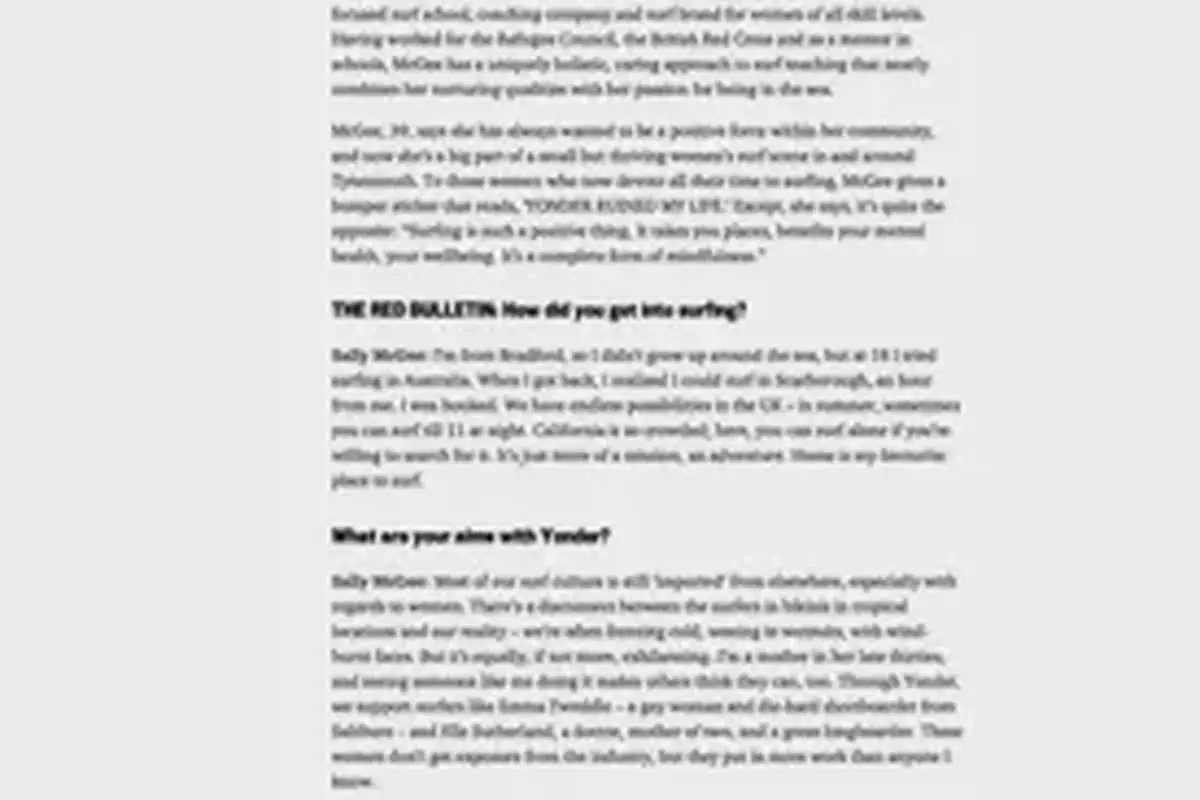 focused surf school, coaching company and surf brand for women of all skill levels.
Having worked for the Refugee Council, the British Red Cross and as a mentor in
schools, McGee has a uniquely holistic, caring approach to surf teaching that neatly
combines her nurturing qualities with her passion for being in the sea.
McGee, 39, says she has always wanted to be a positive force within her community,
and now she's a big part of a small but thriving women's surf scene in and around
Tynemouth. To those women who now devote all their time to surfing, McGee gives a
bumper sticker that reads, 'YONDER RUINED MY LIFE.' Except, she says, it's quite the
opposite: "Surfing is such a positive thing, it takes you places, benefits your mental
health, your wellbeing. It's a complete form of mindfulness."
THE RED BULLETIN: How did you get into surfing?
Sally McGee: I'm from Bradford, so I didn't grow up around the sea, but at 18 I tried
surfing in Australia. When I got back, I realised I could surf in Scarborough, an hour
from me. I was hooked. We have endless possibilities in the UK – in summer, sometimes
you can surf till 11 at night. California is so crowded; here, you can surf alone if you're
willing to search for it. It's just more of a mission, an adventure. Home is my favourite
place to surf.
What are your aims with Yonder?
Sally McGee: Most of our surf culture is still 'imported' from elsewhere, especially with
regards to women. There's a disconnect between the surfers in bikinis in tropical
locations and our reality – we're often freezing cold, wearing in wetsuits, with wind-
burnt faces. But it's equally, if not more, exhilarating. I'm a mother in her late thirties,
and seeing someone like me doing it makes others think they can, too. Through Yonder,
we support surfers like Emma Tweddle – a gay woman and die-hard shortboarder from
Saltburn – and Elle Sutherland, a doctor, mother of two, and a great longboarder. These
women don't get exposure from the industry, but they put in more work than anyone I
know.